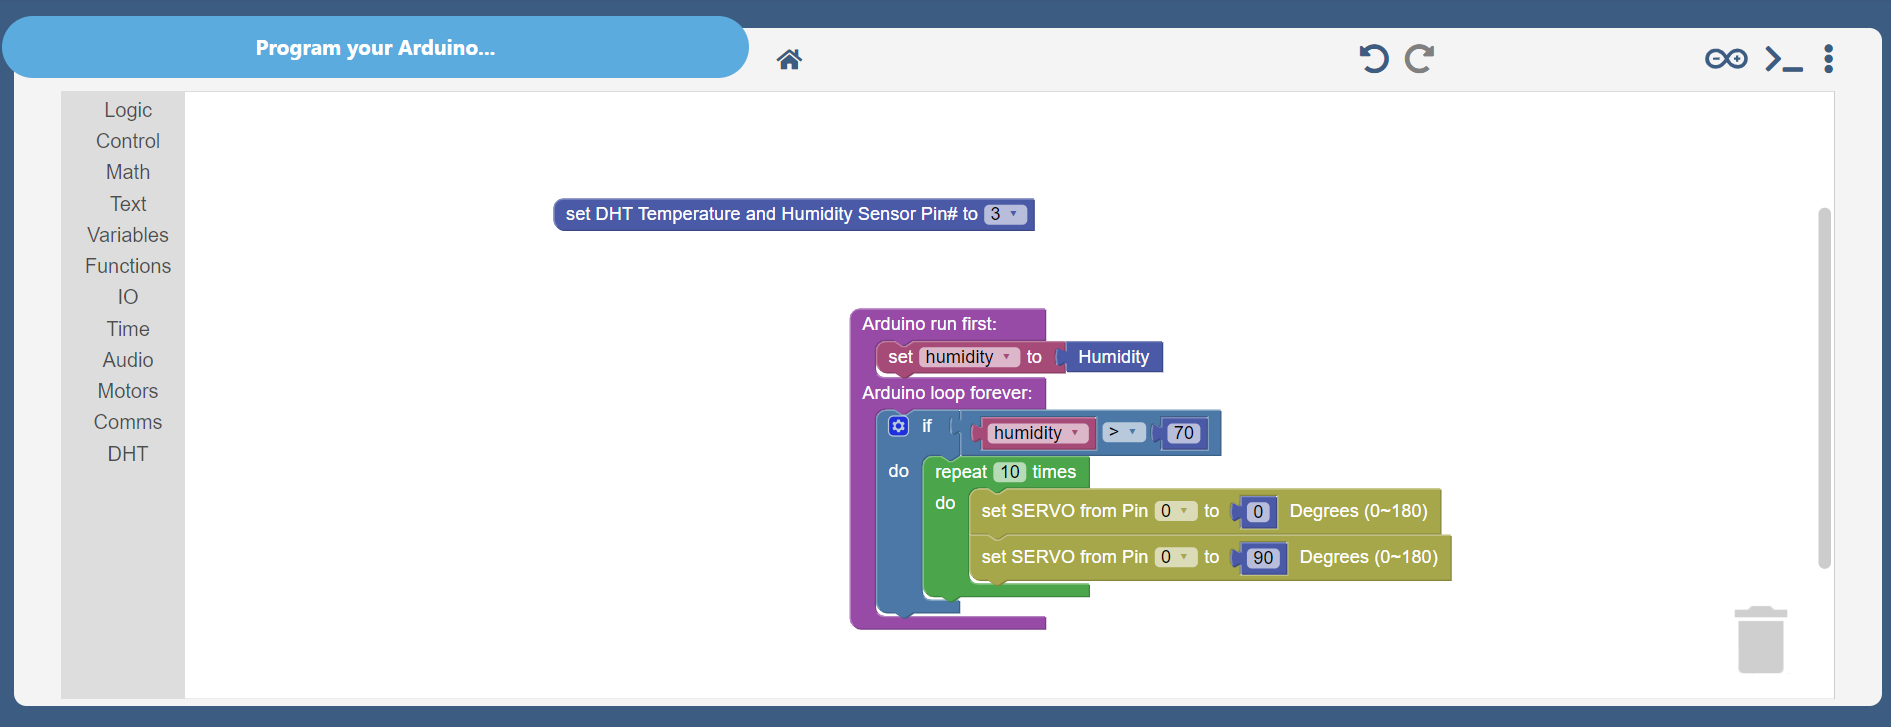 Program your Arduino...
Logic
Control
Math
Text
Variables
Functions
IO
Time
Audio
Motors
Comms
DHT
set DHT Temperature and Humidity Sensor Pin# to 3
Arduino run first:
set humidity to Humidity
Arduino loop forever:
if humidity > 70
do repeat 10 times
do set SERVO from Pin 0 to 0 Degrees (0~180)
set SERVO from Pin 0 to 90 Degrees (0~180)